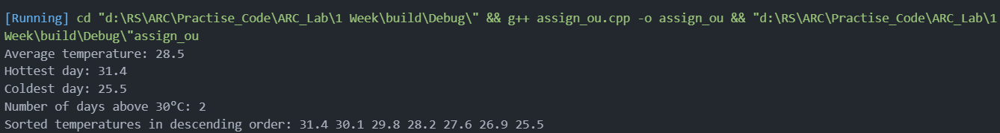 [Running] cd "d:\RS\ARC\Practise_Code\ARC_Lab\1 Week\build\Debug\" && g++ assign_ou.cpp -o assign_ou && "d:\RS\ARC\Practise_Code\ARC_Lab\1
Week\build\Debug\"assign_ou
Average temperature: 28.5
Hottest day: 31.4
Coldest day: 25.5
Number of days above 30°C: 2
Sorted temperatures in descending order: 31.4 30.1 29.8 28.2 27.6 26.9 25.5